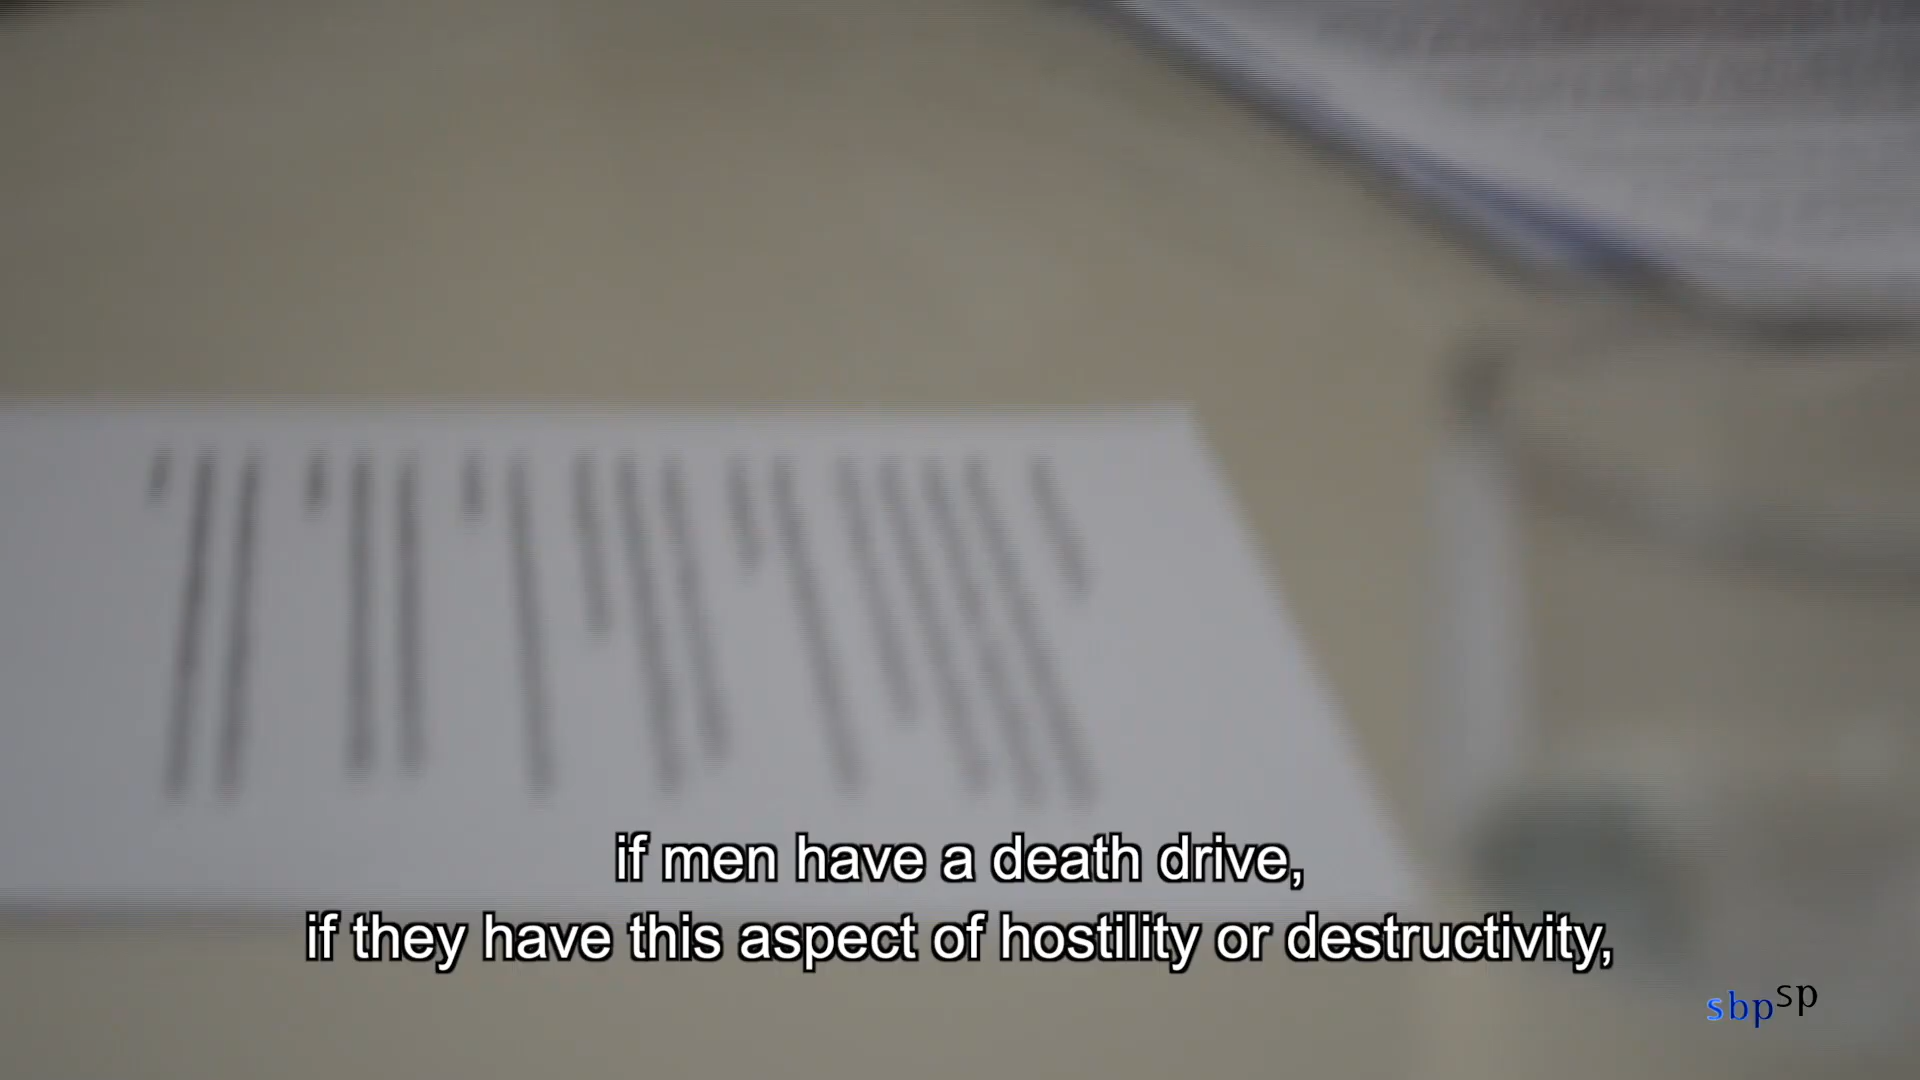 if men have a death drive,
if they have this aspect of hostility or destructivity,
sbpsp